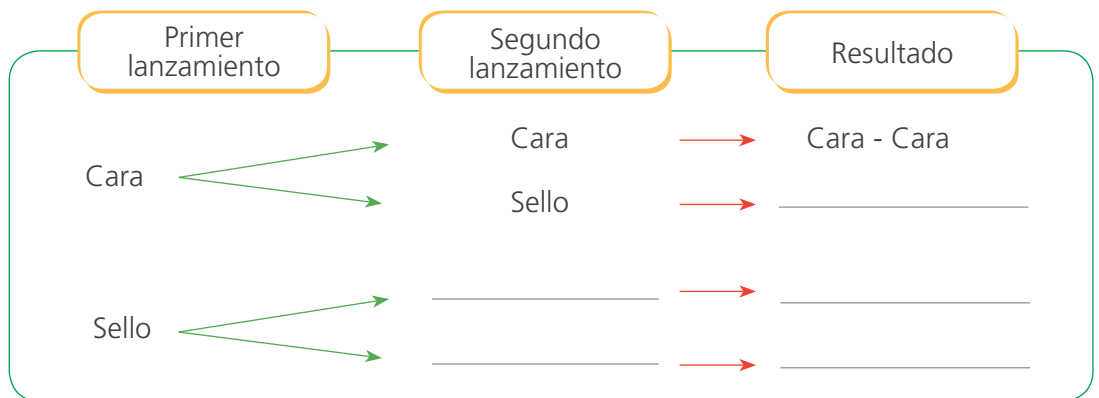 Primer
lanzamiento
Segundo
lanzamiento
Resultado
Cara
Cara
Cara - Cara
Sello
Sello